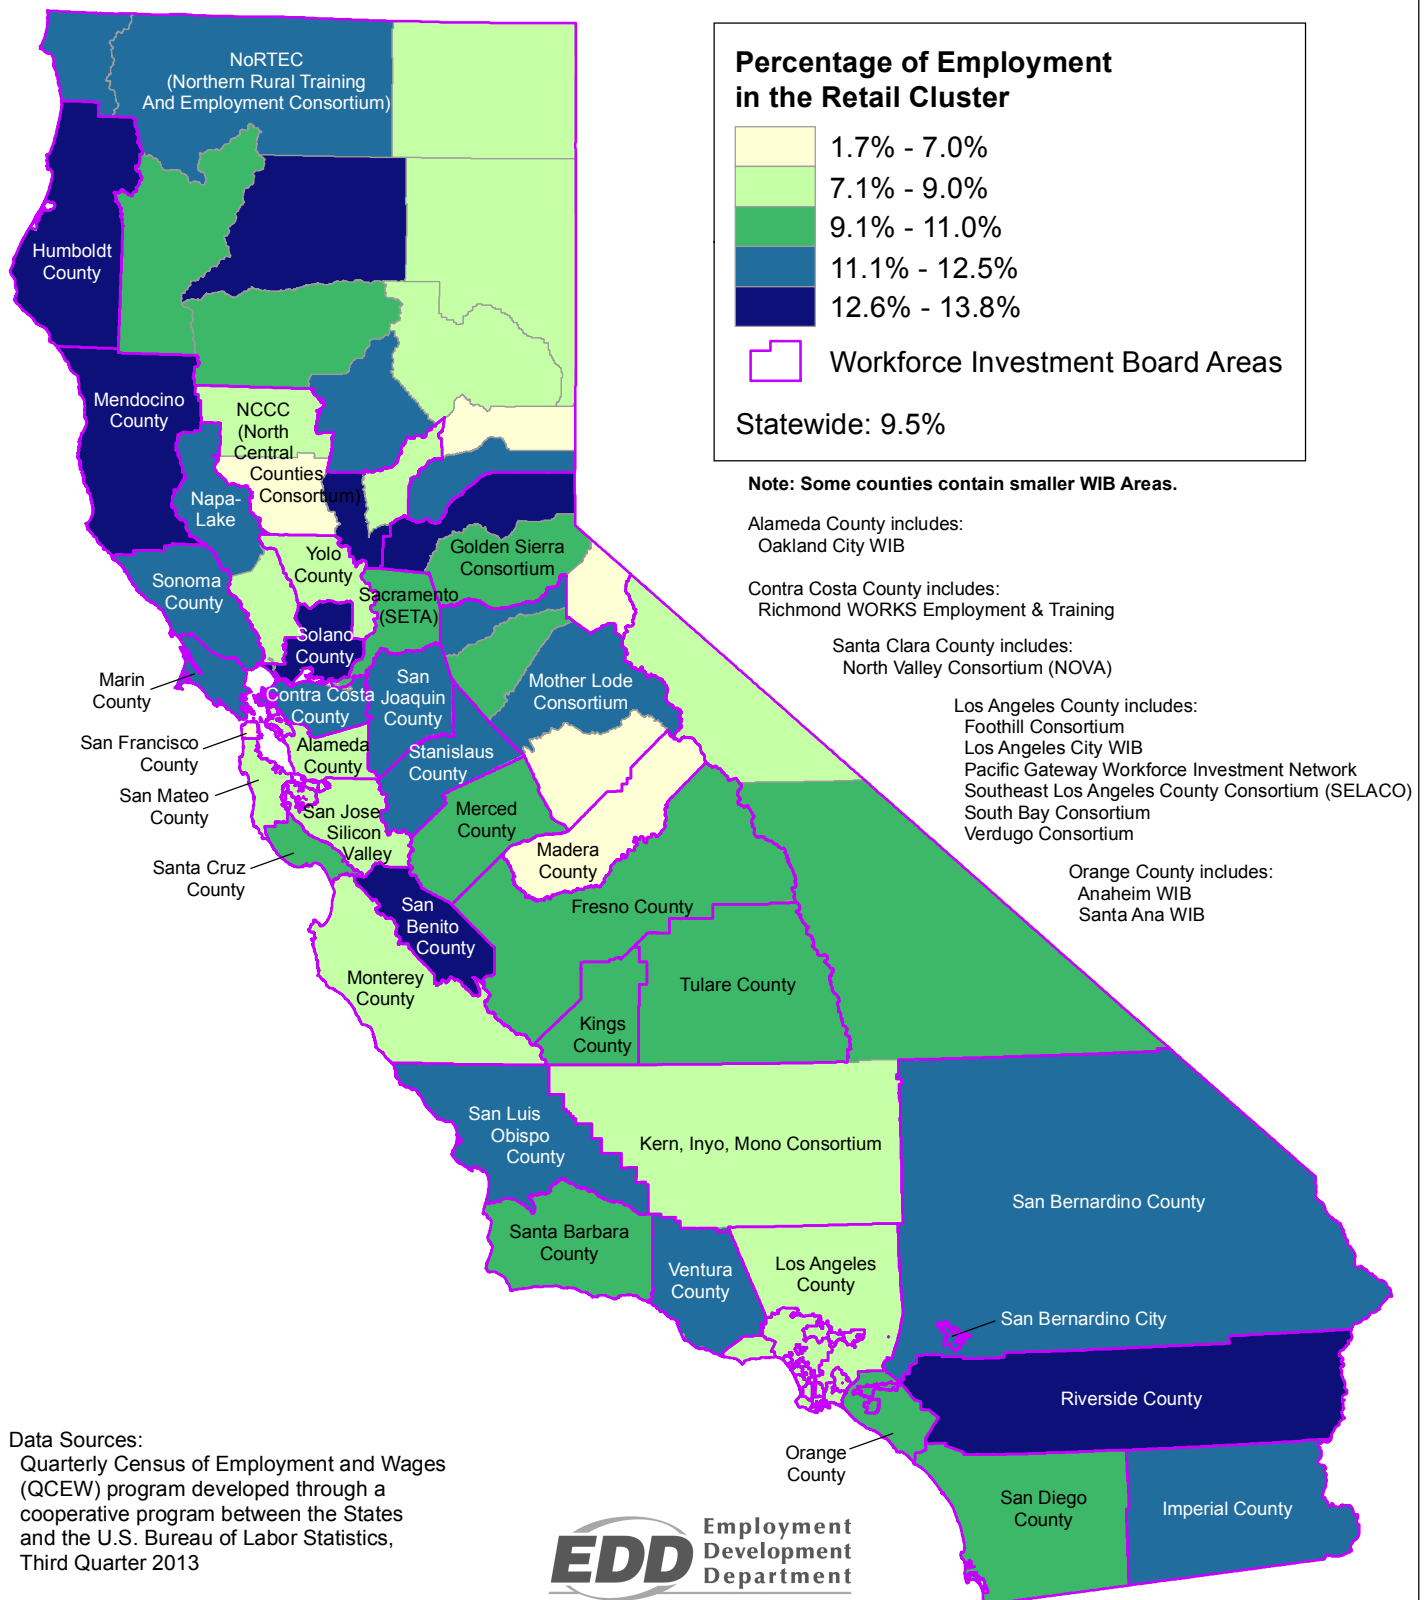 Percentage of Employment
in the Retail Cluster
1.7% - 7.0%
7.1% - 9.0%
9.1% - 11.0%
11.1% - 12.5%
12.6% - 13.8%
Workforce Investment Board Areas
Statewide: 9.5%
Note: Some counties contain smaller WIB Areas.
Alameda County includes:
Oakland City WIB
Contra Costa County includes:
Richmond WORKS Employment & Training
Santa Clara County includes:
North Valley Consortium (NOVA)
Los Angeles County includes:
Foothill Consortium
Los Angeles City WIB
Pacific Gateway Workforce Investment Network
Southeast Los Angeles County Consortium (SELACO)
South Bay Consortium
Verdugo Consortium
Orange County includes:
Anaheim WIB
Santa Ana WIB
NoRTEC
(Northern Rural Training
And Employment Consortium)
Humboldt
County
Mendocino
County
NCCC
(North
Central
Counties
Consortium)
Napa-
Lake
Yolo
County
Golden Sierra
Consortium
Sonoma
County
Sacramento
(SETA)
Solano
County
Marin
County
Contra Costa
County
San
Joaquin
County
Mother Lode
Consortium
San Francisco
County
Alameda
County
Stanislaus
County
San Mateo
County
San Jose
Silicon
Valley
Merced
County
Santa Cruz
County
Madera
County
San
Benito
County
Fresno County
Monterey
County
Tulare County
Kings
County
San Luis
Obispo
County
Kern, Inyo, Mono Consortium
San Bernardino County
Santa Barbara
County
Ventura
County
Los Angeles
County
San Bernardino City
Riverside County
Orange
County
San Diego
County
Imperial County
Data Sources:
Quarterly Census of Employment and Wages
(QCEW) program developed through a
cooperative program between the States
and the U.S. Bureau of Labor Statistics,
Third Quarter 2013
EDD
Employment
Development
Department